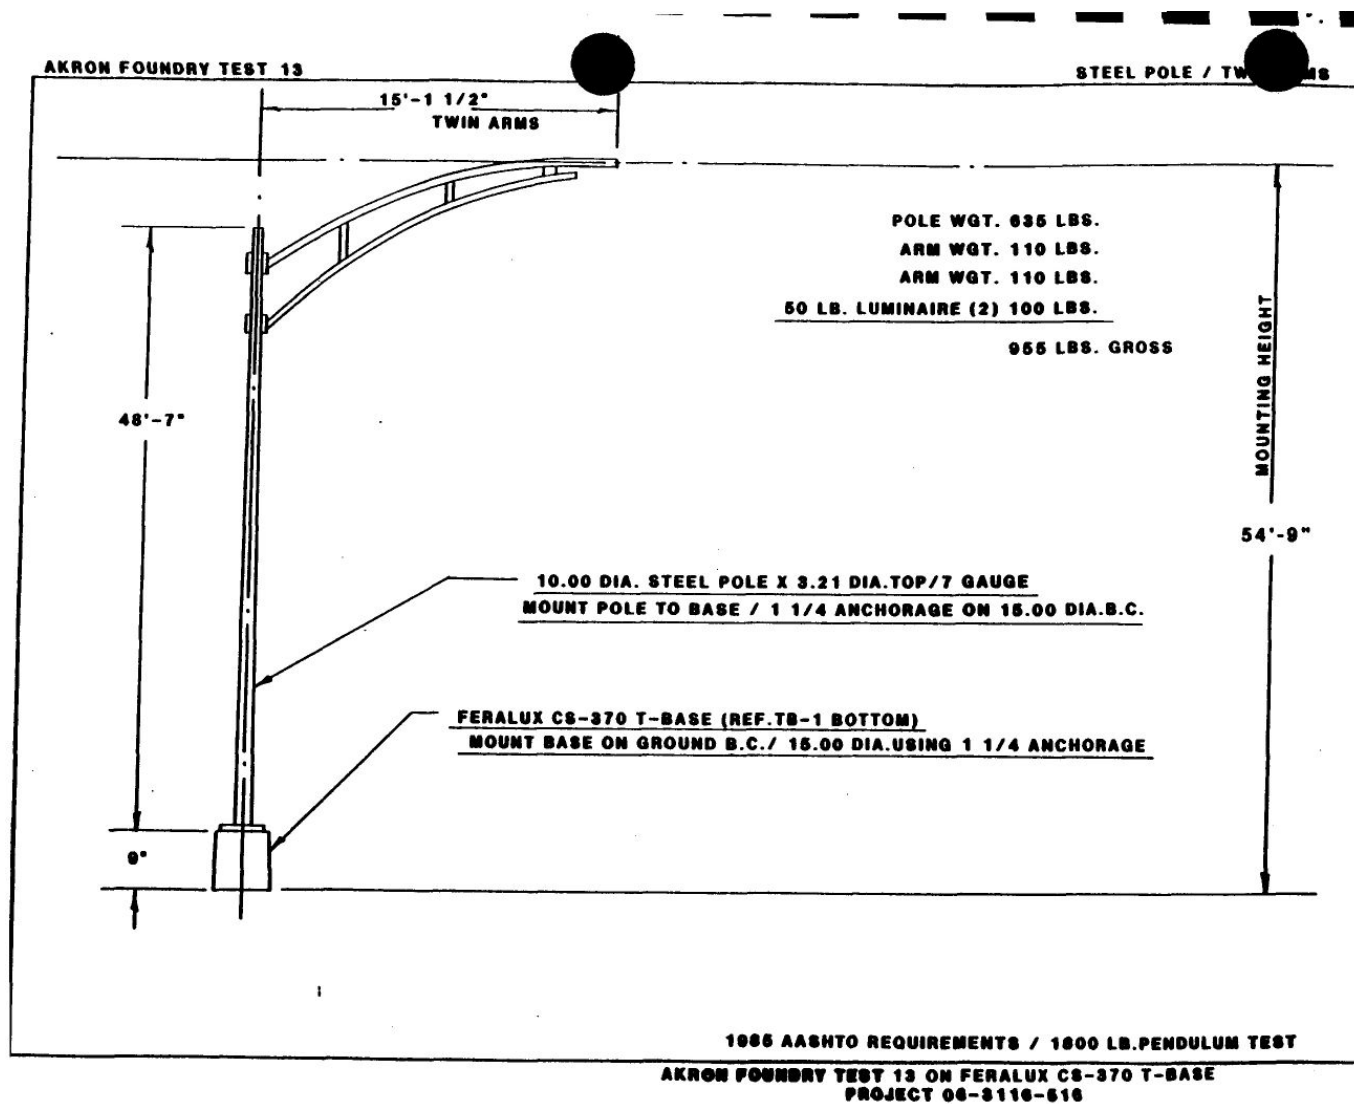 AKRON FOUNDRY TEST 13
STEEL POLE /
15'-1 1/2"
TWIN ARMS
POLE WGT. 635 LBS.
ARM WGT. 110 LBS.
ARM WGT. 110 LBS.
50 LB. LUMINAIRE (2) 100 LBS.
955 LBS. GROSS
MOUNTING HEIGHT
48'-7"
54'-9"
10.00 DIA. STEEL POLE X 3.21 DIA.TOP/7 GAUGE
MOUNT POLE TO BASE / 1 1/4 ANCHORAGE ON 15.00 DIA.B.C.
FERALUX CS-370 T-BASE (REF.TB-1 BOTTOM)
MOUNT BASE ON GROUND B.C./ 15.00 DIA.USING 1 1/4 ANCHORAGE
9"
1985 AASHTO REQUIREMENTS / 1800 LB.PENDULUM TEST
AKRON FOUNDRY TEST 13 ON FERALUX CS-370 T-BASE
PROJECT